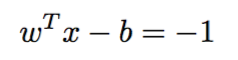 w^T x − b = −1